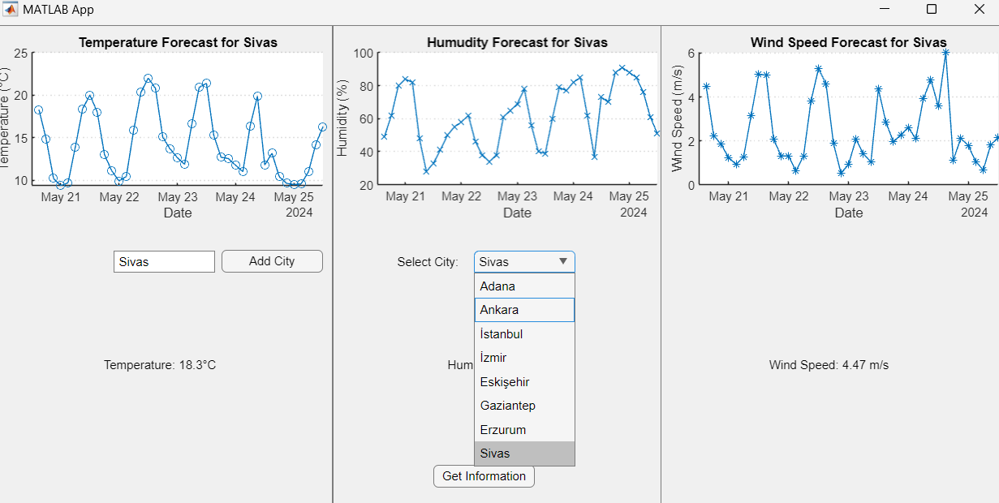 MATLAB App
Temperature Forecast for Sivas
25
20
15
10
Temperature (°C)
May 21 May 22 May 23 May 24 May 25
Date 2024
Humudity Forecast for Sivas
100
80
60
40
20
Humidity (%)
May 21 May 22 May 23 May 24 May 25
Date 2024
Wind Speed Forecast for Sivas
6
4
2
0
Wind Speed (m/s)
May 21 May 22 May 23 May 24 May 25
Date 2024
Sivas Add City
Select City: Sivas
Adana
Ankara
İstanbul
İzmir
Eskişehir
Gaziantep
Erzurum
Sivas
Temperature: 18.3°C
Hum
Wind Speed: 4.47 m/s
Get Information